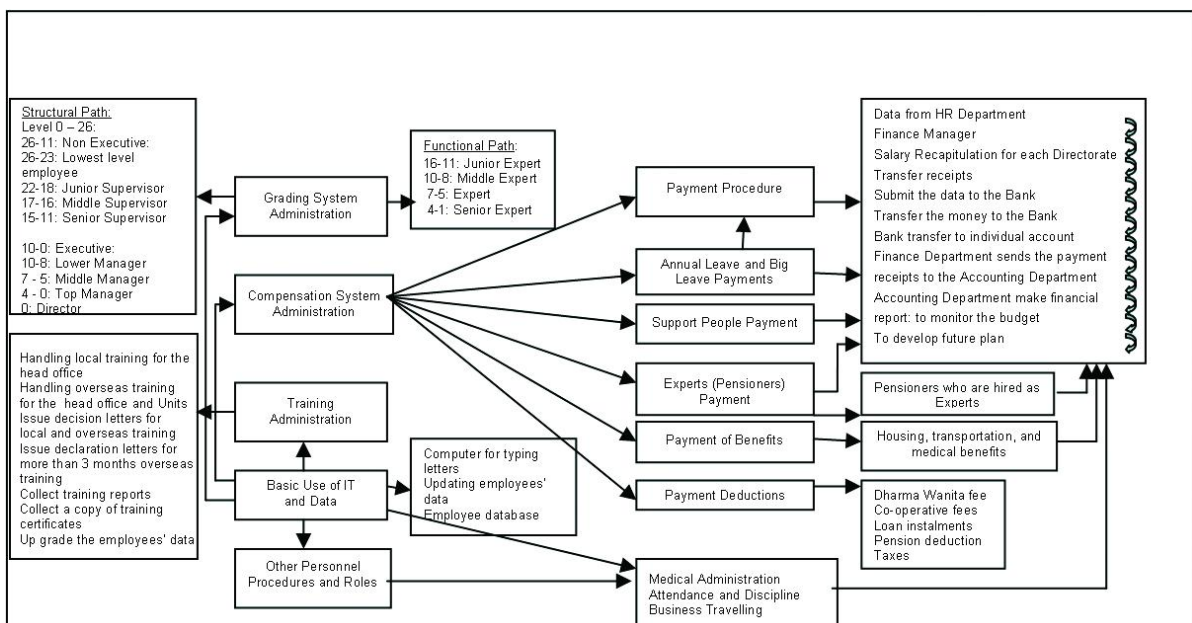 Structural Path:
Level 0 – 26:
26-11: Non Executive:
26-23: Lowest level
employee
22-18: Junior Supervisor
17-16: Middle Supervisor
15-11: Senior Supervisor
10-0: Executive:
10-8: Lower Manager
7 - 5: Middle Manager
4 - 0: Top Manager
0: Director
Handling local training for the
head office
Handling overseas training
for the head office and Units
Issue decision letters for
local and overseas training
Issue declaration letters for
more than 3 months overseas
training
Collect training reports
Collect a copy of training
certificates
Up grade the employees' data
Grading System
Administration
Compensation System
Administration
Training
Administration
Basic Use of IT
and Data
Other Personnel
Procedures and Roles
Functional Path:
16-11: Junior Expert
10-8: Middle Expert
7-5: Expert
4-1: Senior Expert
Computer for typing
letters
Updating employees'
data
Employee database
Payment Procedure
Annual Leave and Big
Leave Payments
Support People Payment
Experts (Pensioners)
Payment
Payment of Benefits
Payment Deductions
Medical Administration
Attendance and Discipline
Business Travelling
Data from HR Department
Finance Manager
Salary Recapitulation for each Directorate
Transfer receipts
Submit the data to the Bank
Transfer the money to the Bank
Bank transfer to individual account
Finance Department sends the payment
receipts to the Accounting Department
Accounting Department make financial
report: to monitor the budget
To develop future plan
Pensioners who are hired as
Experts
Housing, transportation, and
medical benefits
Dharma Wanita fee
Co-operative fees
Loan instalments
Pension deduction
Taxes